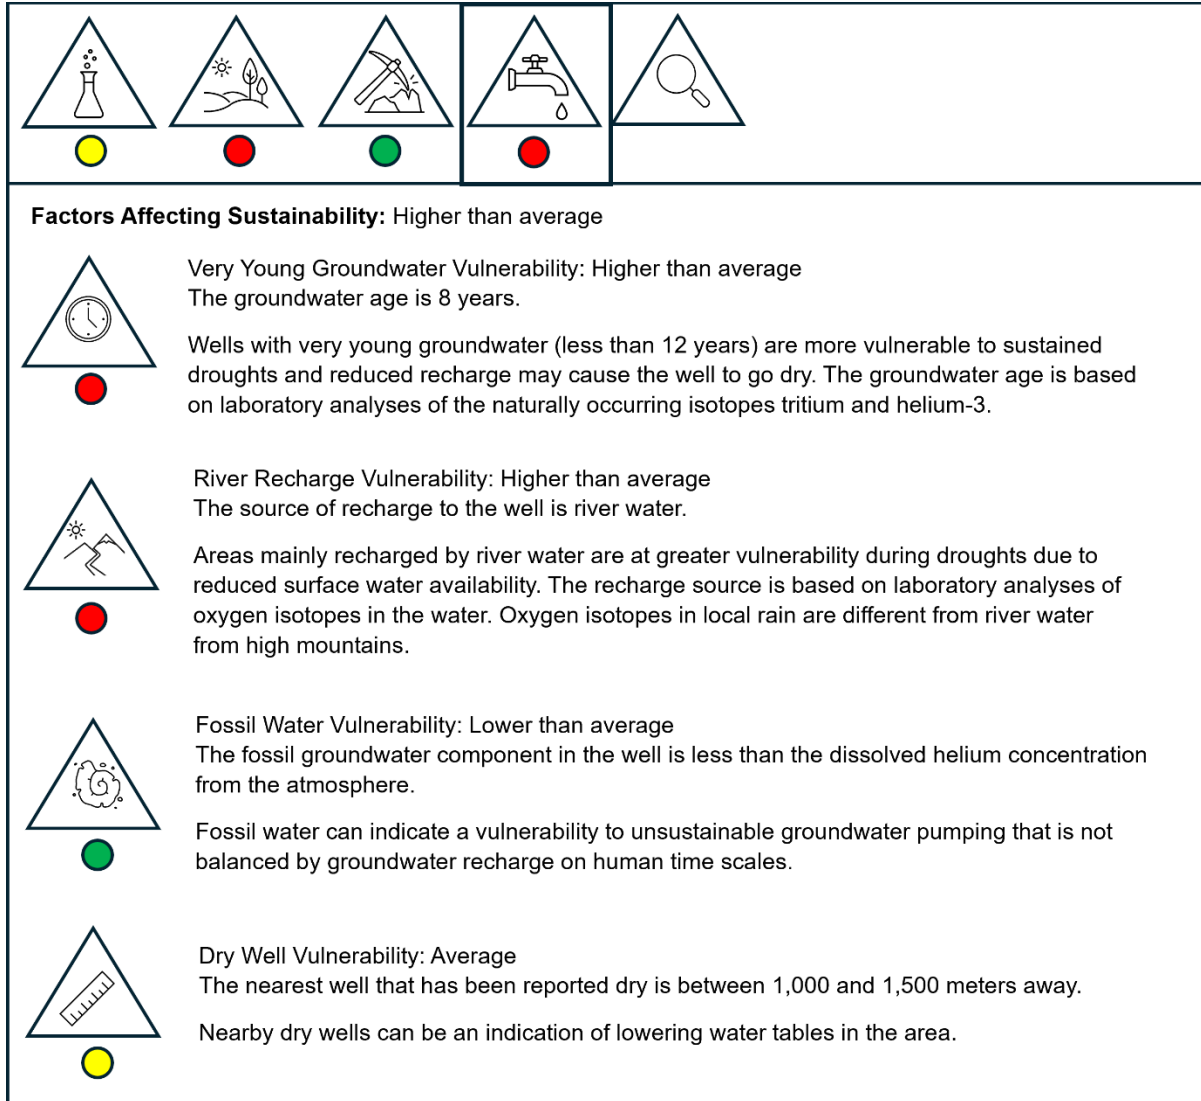 Factors Affecting Sustainability: Higher than average
Very Young Groundwater Vulnerability: Higher than average
The groundwater age is 8 years.
Wells with very young groundwater (less than 12 years) are more vulnerable to sustained
droughts and reduced recharge may cause the well to go dry. The groundwater age is based
on laboratory analyses of the naturally occurring isotopes tritium and helium-3.
River Recharge Vulnerability: Higher than average
The source of recharge to the well is river water.
Areas mainly recharged by river water are at greater vulnerability during droughts due to
reduced surface water availability. The recharge source is based on laboratory analyses of
oxygen isotopes in the water. Oxygen isotopes in local rain are different from river water
from high mountains.
Fossil Water Vulnerability: Lower than average
The fossil groundwater component in the well is less than the dissolved helium concentration
from the atmosphere.
Fossil water can indicate a vulnerability to unsustainable groundwater pumping that is not
balanced by groundwater recharge on human time scales.
Dry Well Vulnerability: Average
The nearest well that has been reported dry is between 1,000 and 1,500 meters away.
Nearby dry wells can be an indication of lowering water tables in the area.